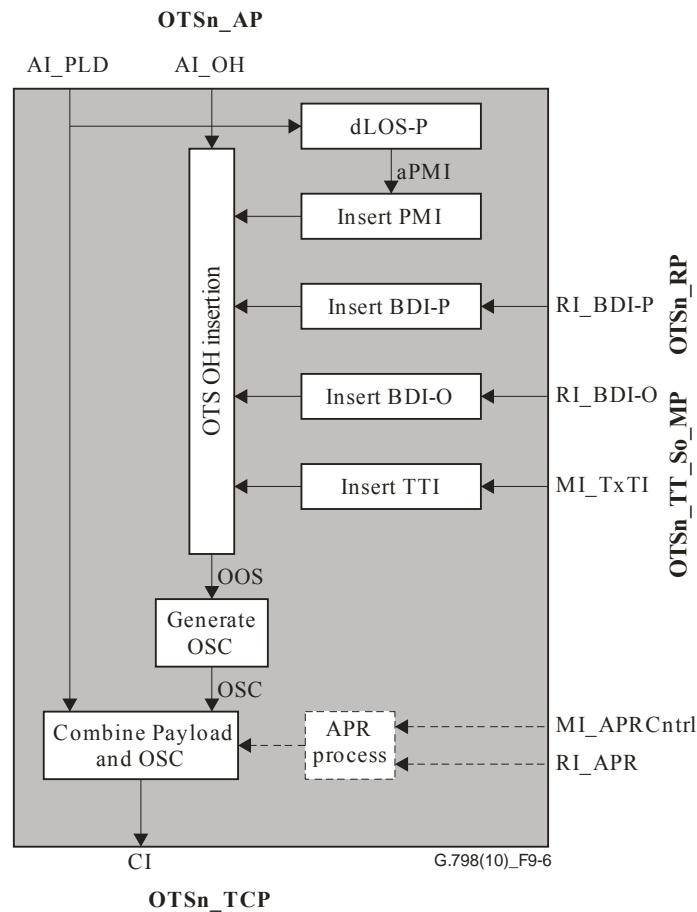 OTSn_AP
AI_PLD
AI_OH
dLOS-P
aPMI
Insert PMI
Insert BDI-P
RI_BDI-P
OTSn_RP
OTS OH insertion
Insert BDI-O
RI_BDI-O
Insert TTI
MI_TxTI
OTSn_TT_So_MP
OOS
Generate
OSC
OSC
Combine Payload
and OSC
APR
process
MI_APRCntrl
RI_APR
CI
G.798(10)_F9-6
OTSn_TCP